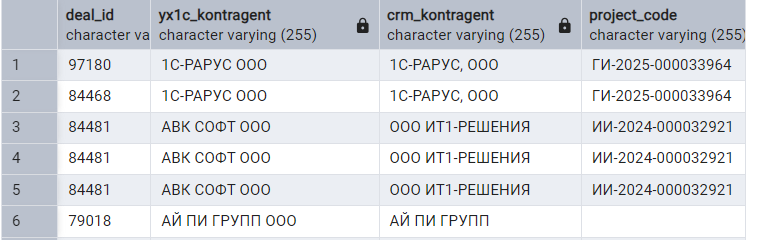 deal_id yx1c_kontragent crm_kontragent project_code
character va character varying (255) character varying (255) character varying (255)
1 97180 1С-РАРУС ООО 1С-РАРУС, ООО ГИ-2025-000033964
2 84468 1С-РАРУС ООО 1С-РАРУС, ООО ГИ-2025-000033964
3 84481 АВК СОФТ ООО ООО ИТ1-РЕШЕНИЯ ИИ-2024-000032921
4 84481 АВК СОФТ ООО ООО ИТ1-РЕШЕНИЯ ИИ-2024-000032921
5 84481 АВК СОФТ ООО ООО ИТ1-РЕШЕНИЯ ИИ-2024-000032921
6 79018 АЙ ПИ ГРУПП ООО АЙ ПИ ГРУПП